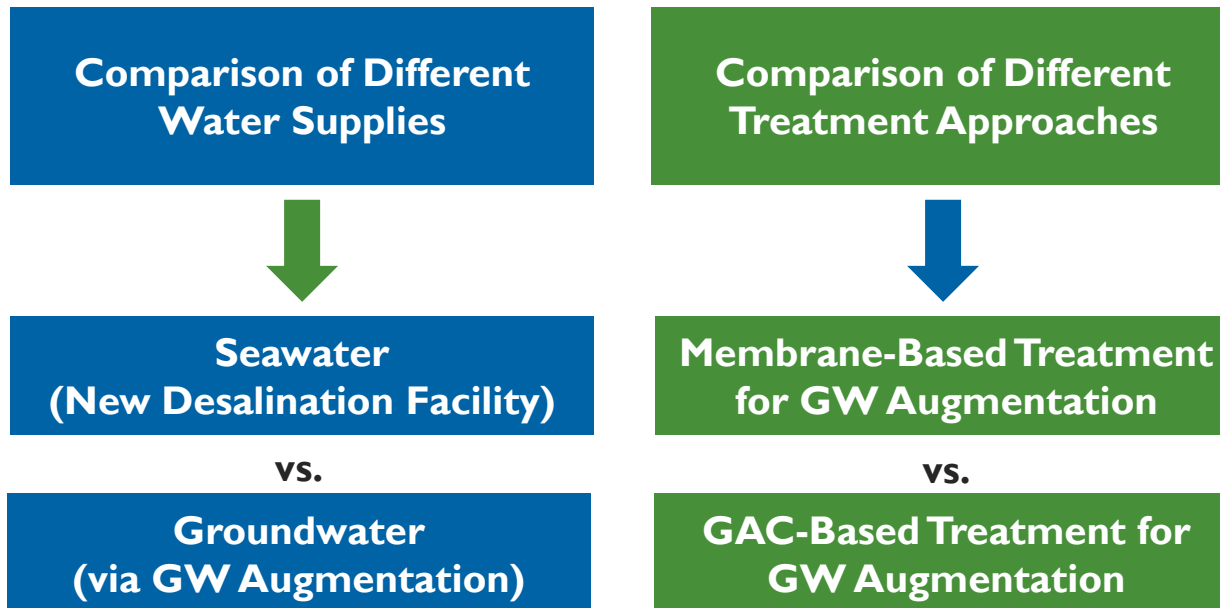 Comparison of Different
Water Supplies
Seawater
(New Desalination Facility)
vs.
Groundwater
(via GW Augmentation)
Comparison of Different
Treatment Approaches
Membrane-Based Treatment
for GW Augmentation
vs.
GAC-Based Treatment for
GW Augmentation